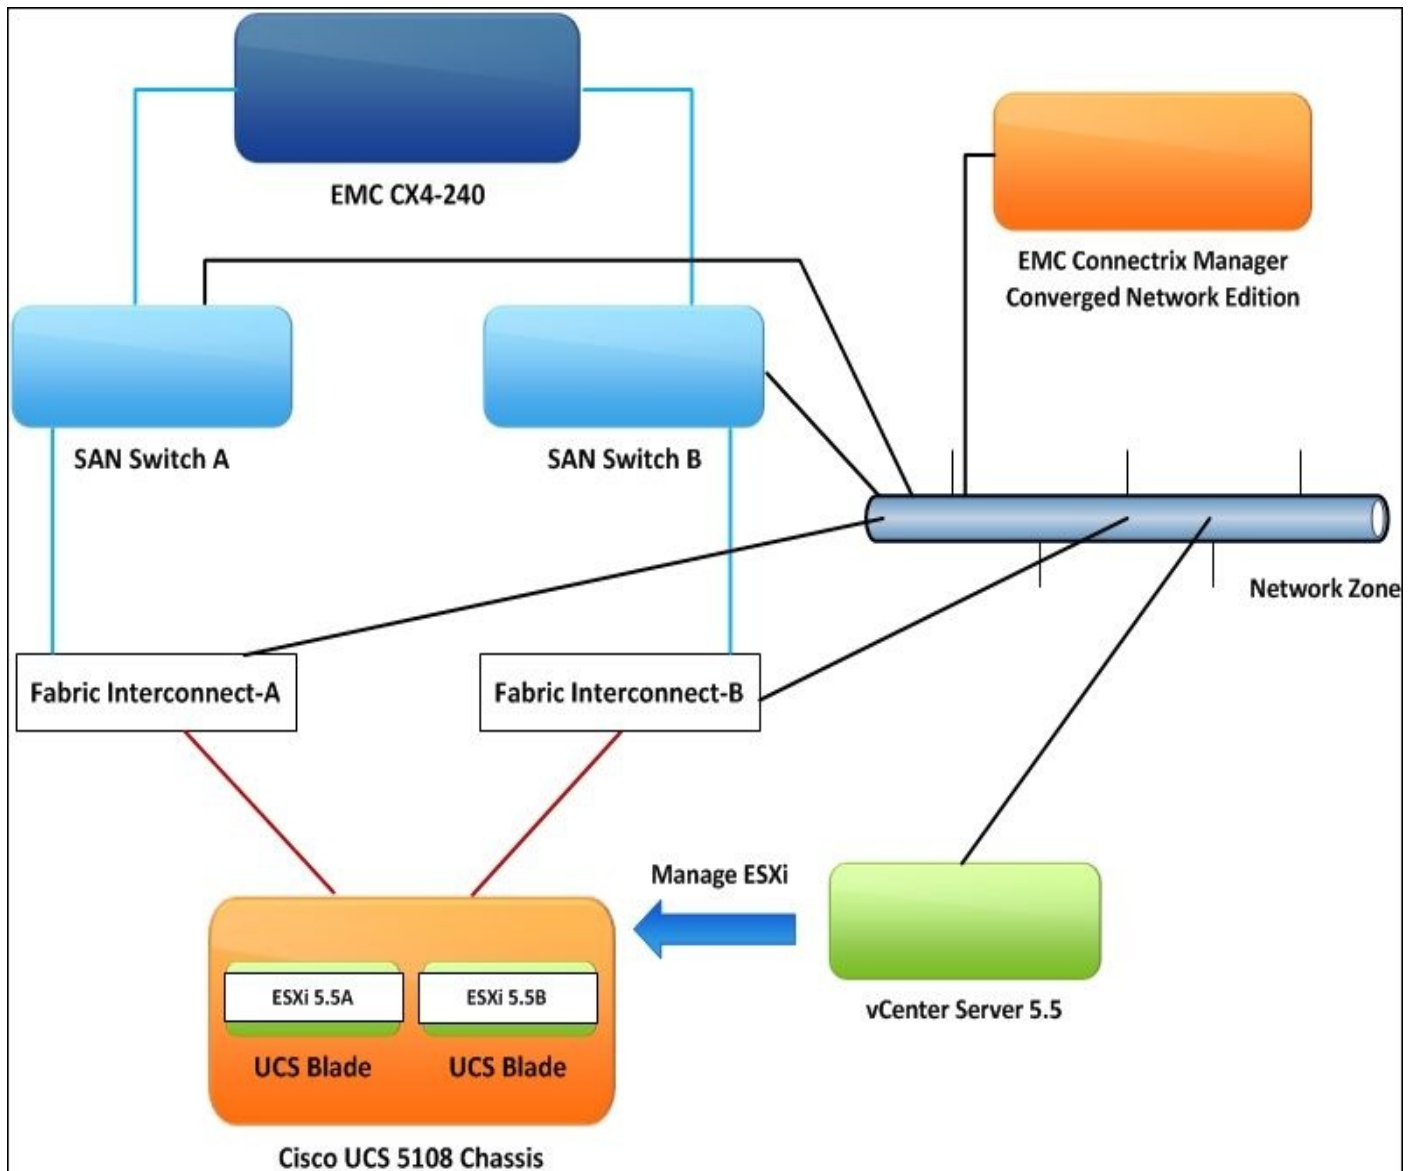 EMC CX4-240
EMC Connectrix Manager
Converged Network Edition
SAN Switch A
SAN Switch B
Network Zone
Fabric Interconnect-A
Fabric Interconnect-B
Manage ESXi
ESXi 5.5A
ESXi 5.5B
vCenter Server 5.5
UCS Blade
UCS Blade
Cisco UCS 5108 Chassis